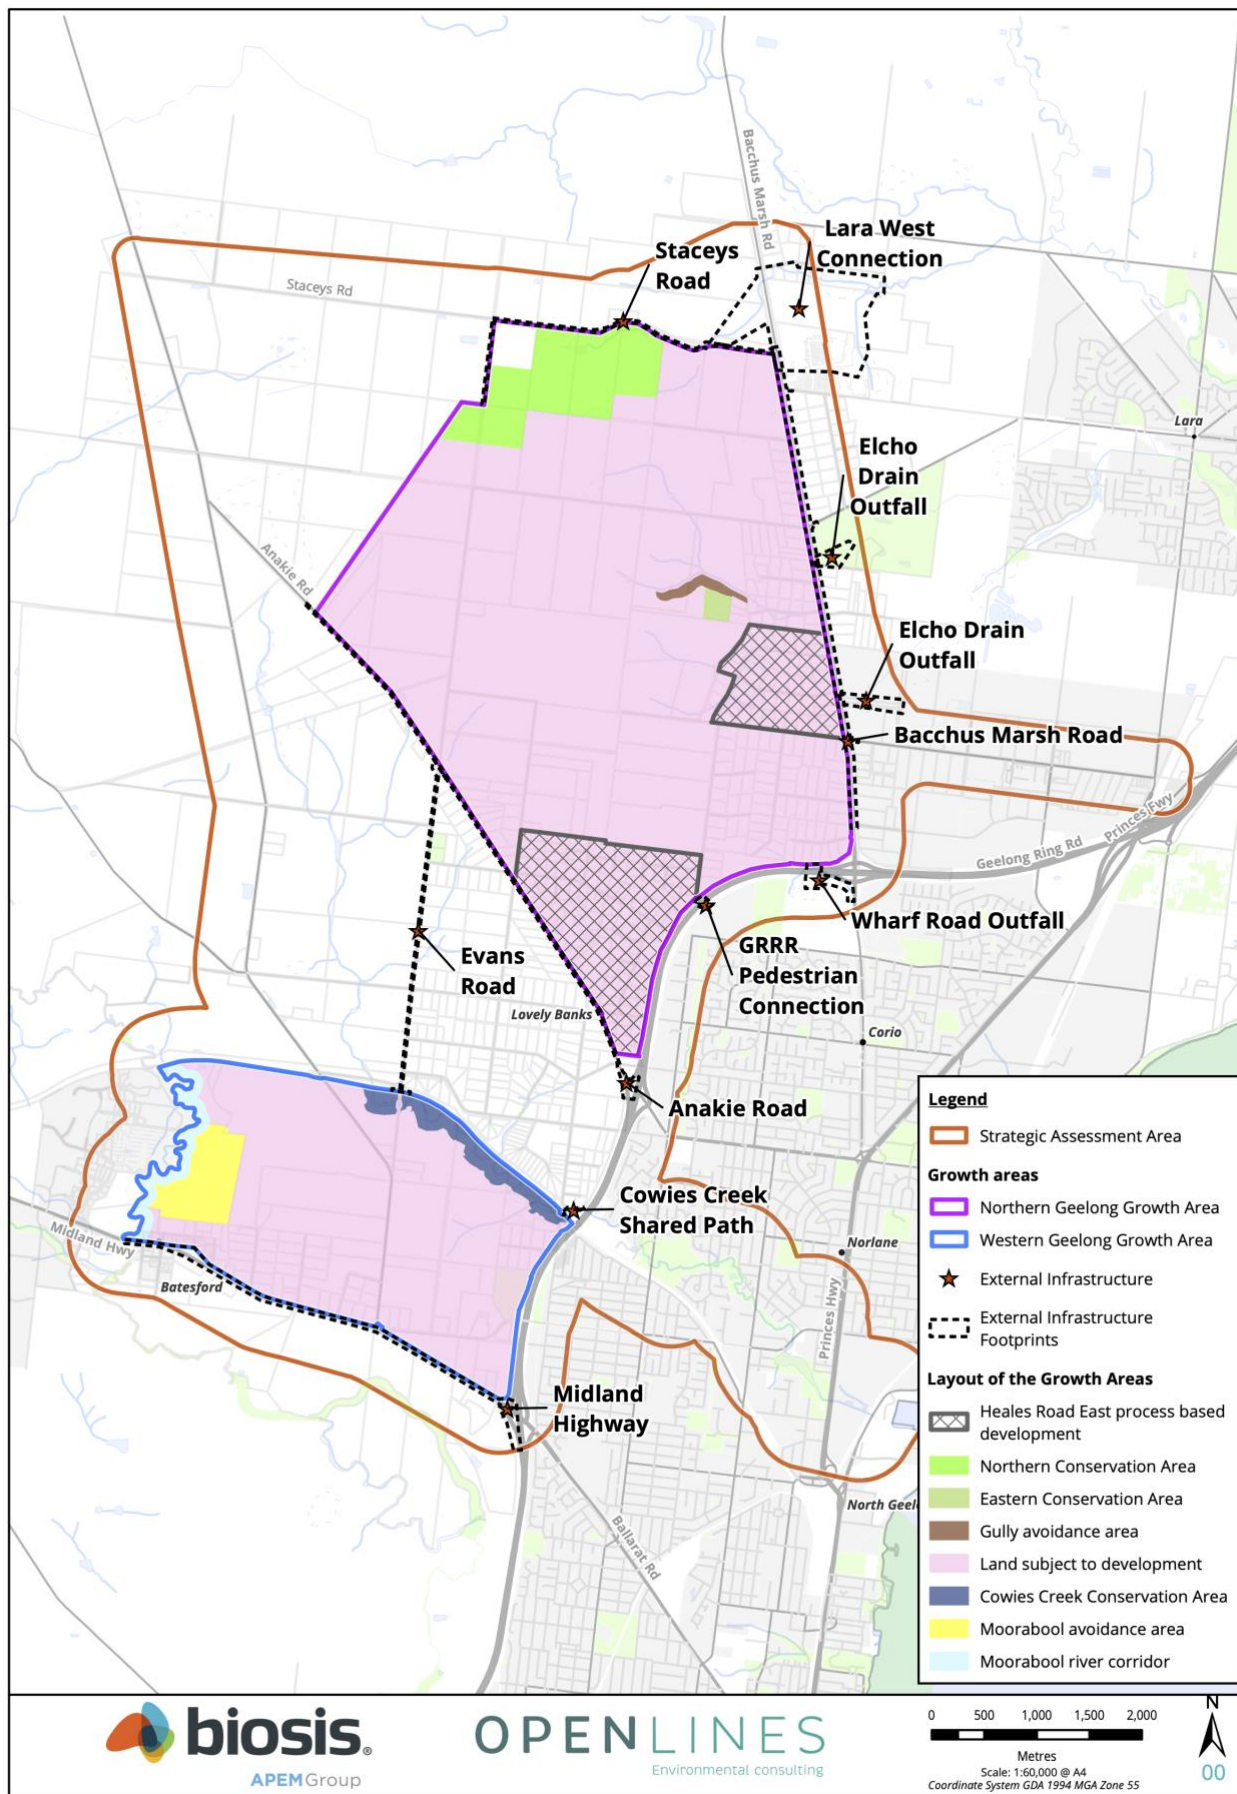 Bacchus Marsh Rd
Lara West
Connection
Staceys
Road
Staceys Rd
Lara
Elcho
Drain
Outfall
Anakie Rd
Elcho Drain
Outfall
Bacchus Marsh Road
Princes Fwy
Geelong Ring Rd
Wharf Road Outfall
GRRR
Pedestrian
Connection
Evans
Road
Lovely Banks
Corio
Anakie Road
Cowies Creek
Shared Path
Midland Hwy
Batesford
Norlane
Princes Hwy
Midland
Highway
North Geel
Ballarat Rd
Legend
Strategic Assessment Area
Growth areas
Northern Geelong Growth Area
Western Geelong Growth Area
External Infrastructure
External Infrastructure
Footprints
Layout of the Growth Areas
Heales Road East process based
development
Northern Conservation Area
Eastern Conservation Area
Gully avoidance area
Land subject to development
Cowies Creek Conservation Area
Moorabool avoidance area
Moorabool river corridor
biosis®
APEMGroup
OPENLINES
Environmental consulting
0 500 1,000 1,500 2,000
Metres
Scale: 1:60,000 @ A4
Coordinate System GDA 1994 MGA Zone 55
N
00